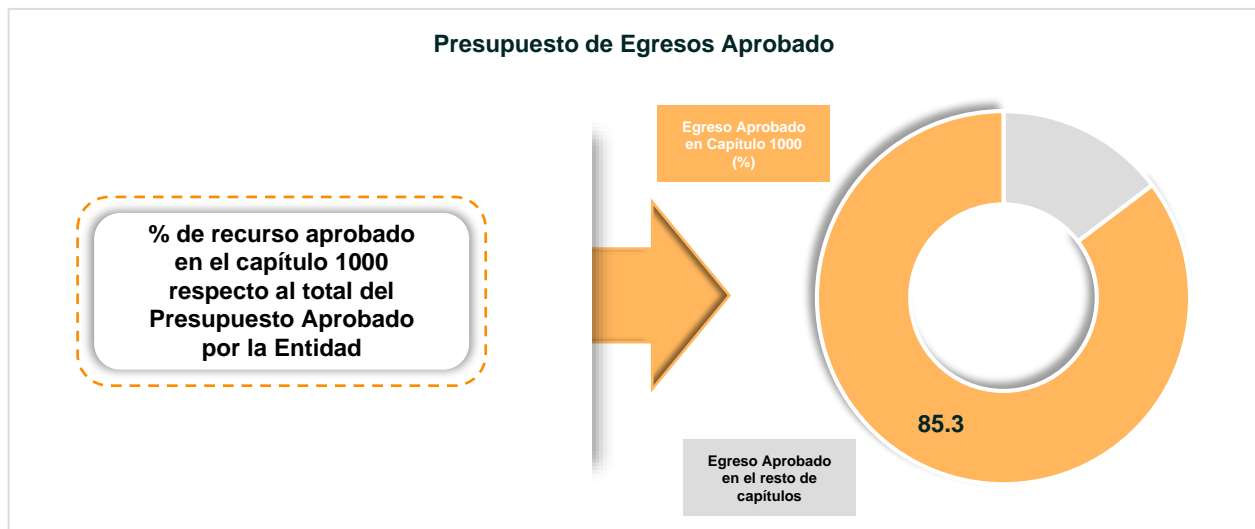 Presupuesto de Egresos Aprobado
% de recurso aprobado
en el capítulo 1000
respecto al total del
Presupuesto Aprobado
por la Entidad
Egreso Aprobado
en Capítulo 1000
(%)
85.3
Egreso Aprobado
en el resto de
capítulos